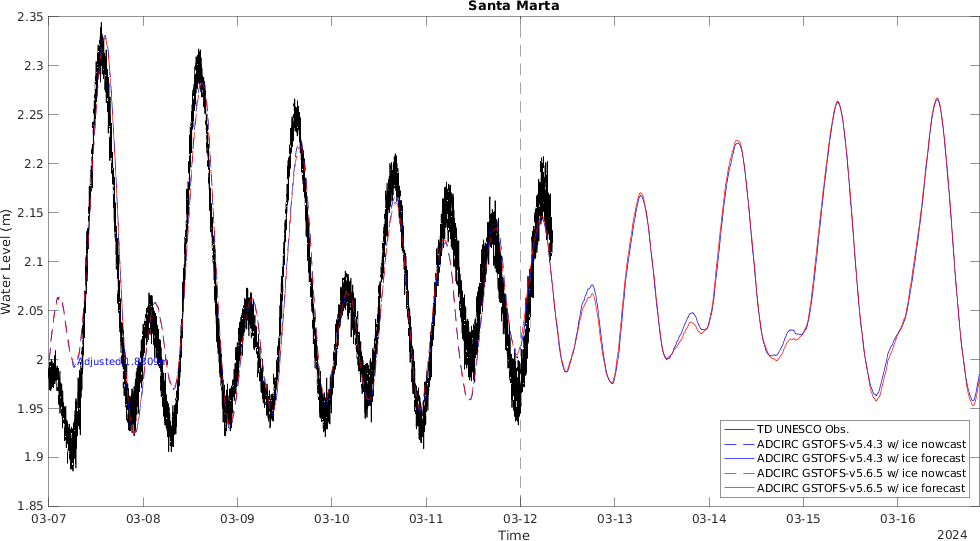 Santa Marta
2.35
2.3
2.25
2.2
2.15
2.1
2.05
2
1.95
1.9
1.85
Water Level (m)
03-07
03-08
03-09
03-10
03-11
03-12
03-13
03-14
03-15
03-16
Time
2024
TD UNESCO Obs.
ADCIRC GSTOFS-v5.4.3 w/ ice nowcast
ADCIRC GSTOFS-v5.4.3 w/ ice forecast
ADCIRC GSTOFS-v5.6.5 w/ ice nowcast
ADCIRC GSTOFS-v5.6.5 w/ ice forecast